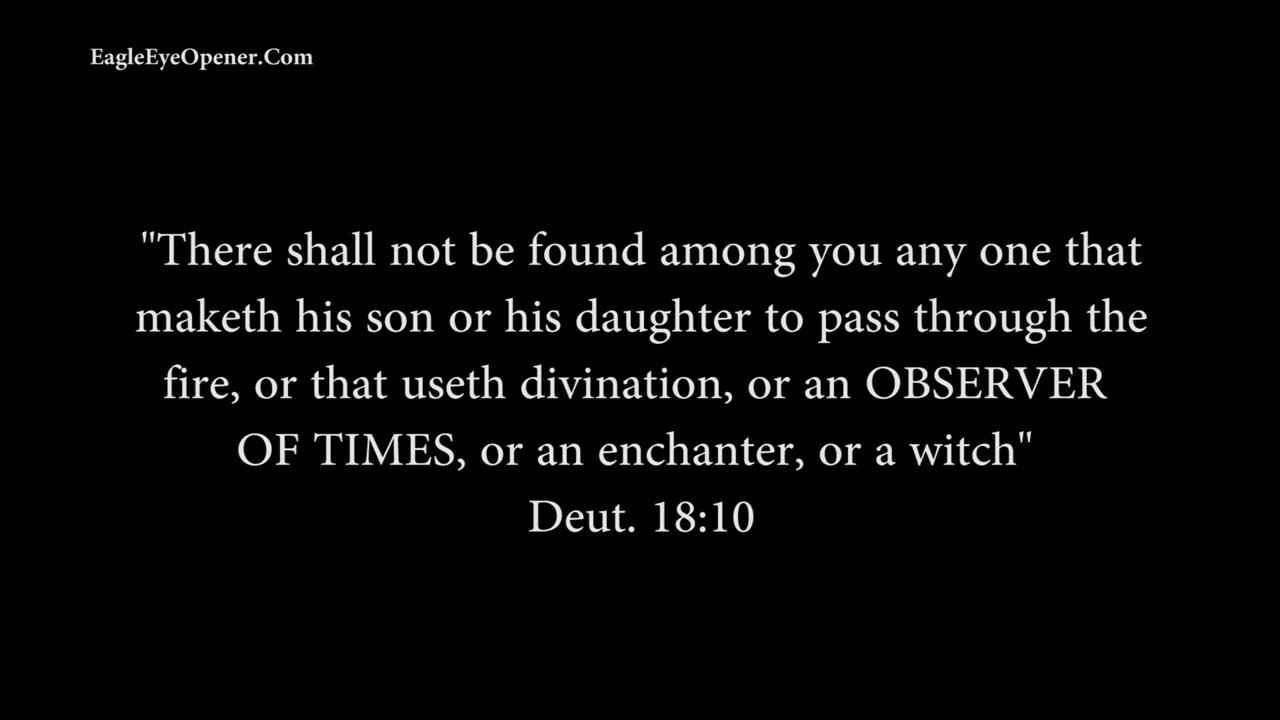 EagleEyeOpener.Com
"There shall not be found among you any one that
maketh his son or his daughter to pass through the
fire, or that useth divination, or an OBSERVER
OF TIMES, or an enchanter, or a witch"
Deut. 18:10